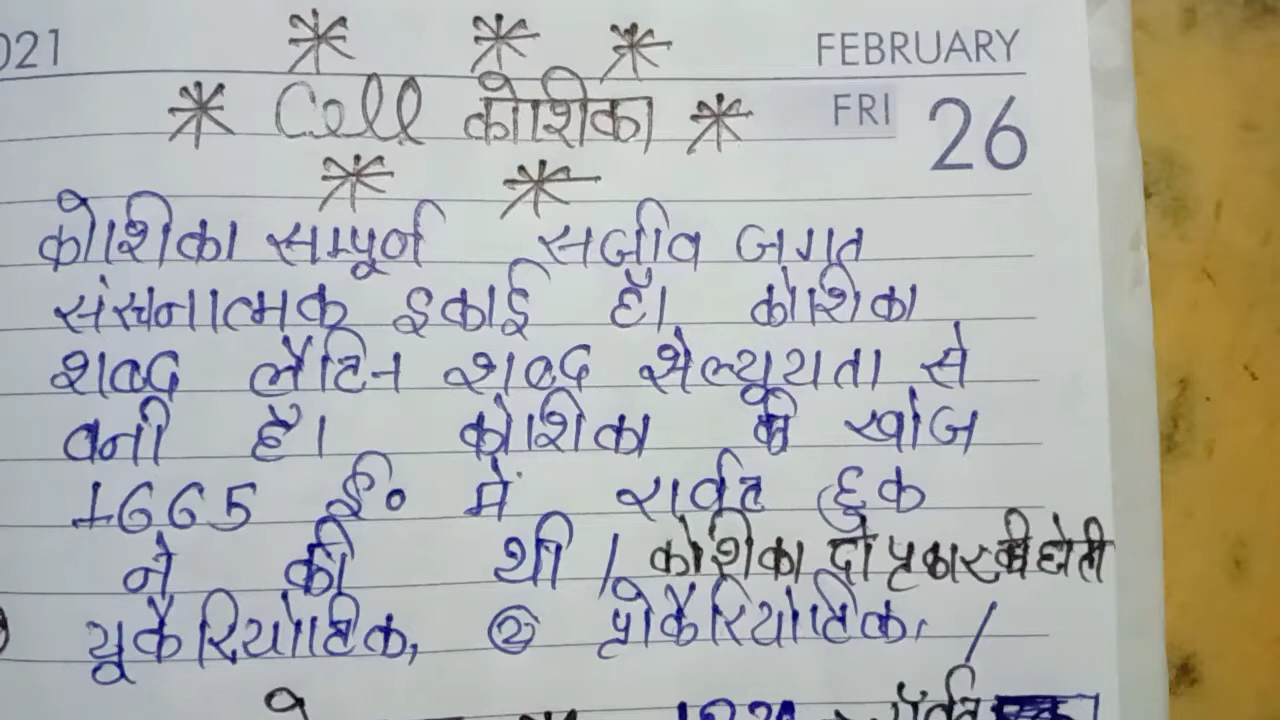 021 FEBRUARY
* * *
* Cell कोशिका * FRI 26
* *
कोशिका सम्पूर्ण सजीव जगत
संरचनात्मक इकाई है। कोशिका
शब्द लैटिन शब्द शेल्यूयता से
बनी है। कोशिका की खोज
1665 ई० में रार्वट हुक
ने की थी / कोशिका दो प्रकार की होती
यूकैरियोटिक, ② प्रोकैरियोटिक, /